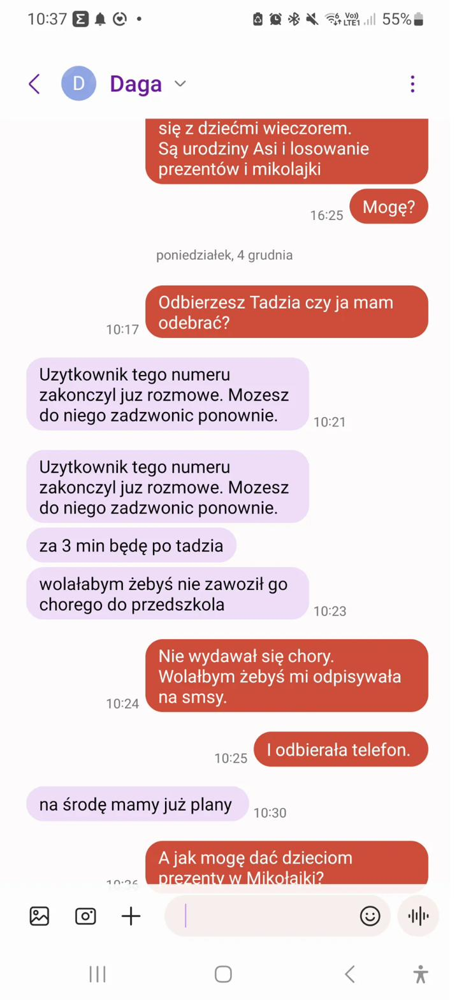 10:37
Vo))
LTE1
55%
D
Daga
się z dziećmi wieczorem.
Są urodziny Asi i losowanie
prezentów i mikolajki
Mogę?
16:25
poniedziałek, 4 grudnia
Odbierzesz Tadzia czy ja mam
odebrać?
10:17
Uzytkownik tego numeru
zakonczyl juz rozmowe. Mozesz
do niego zadzwonic ponownie.
10:21
Uzytkownik tego numeru
zakonczyl juz rozmowe. Mozesz
do niego zadzwonic ponownie.
za 3 min będę po tadzia
wolałabym żebyś nie zawoził go
chorego do przedszkola
10:23
Nie wydawał się chory.
Wolałbym żebyś mi odpisywała
na smsy.
10:24
I odbierała telefon.
10:25
na środę mamy już plany
10:30
A jak mogę dać dzieciom
prezenty w Mikołajki?
10:36